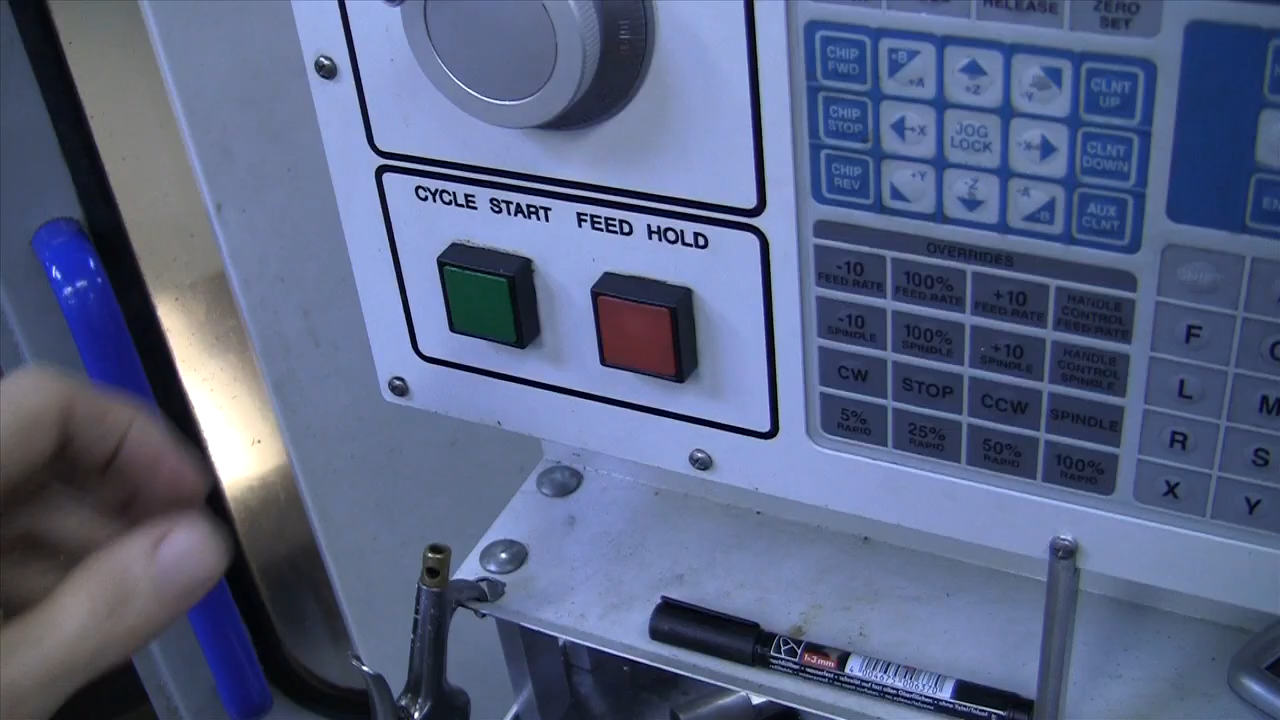 RELEASE
ZERO
SET
CHIP
FWD
+B
+A
+Z
-Y
CLNT
UP
CHIP
STOP
+X
JOG
LOCK
-X
CLNT
DOWN
CHIP
REV
+Y
-Z
-A
-B
AUX
CLNT
CYCLE START FEED HOLD
OVERRIDES
-10
FEED RATE
100%
FEED RATE
+10
FEED RATE
HANDLE
CONTROL
FEED RATE
-10
SPINDLE
100%
SPINDLE
+10
SPINDLE
HANDLE
CONTROL
SPINDLE
CW
STOP
CCW
SPINDLE
5%
RAPID
25%
RAPID
50%
RAPID
100%
RAPID
SHIFT
F
L
M
R
S
X
Y
1-3 mm